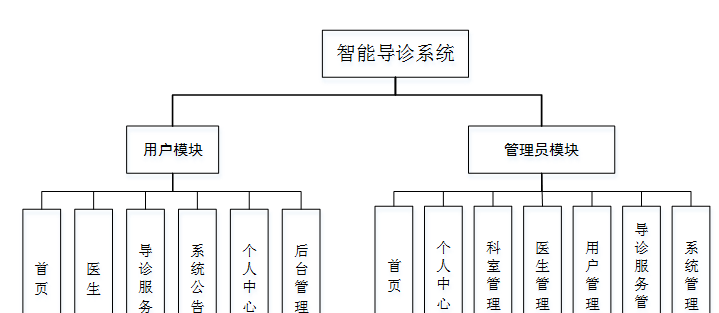 智能导诊系统
用户模块
管理员模块
首页
医生
导诊服务
系统公告
个人中心
后台管理
首页
个人中心
科室管理
医生管理
用户管理
导诊服务管
系统管理